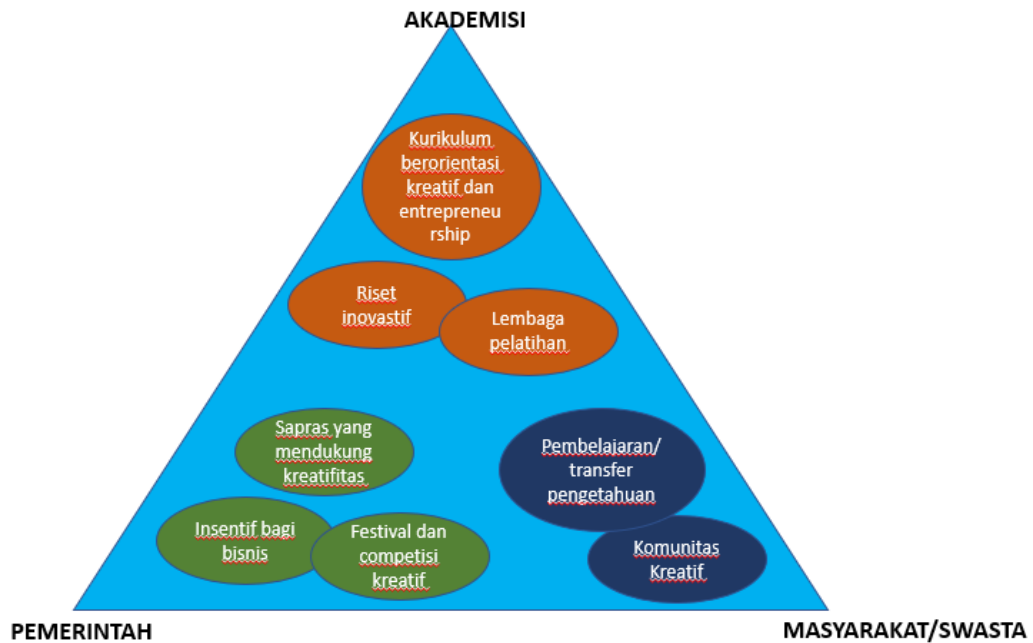 AKADEMISI
Kurikulum
berorientasi
kreatif dan
entrepreneu
rship
Riset
inovastif
Lembaga
pelatihan
Sapras yang
mendukung
kreatifitas
Pembelajaran/
transfer
pengetahuan
Insentif bagi
bisnis
Festival dan
competisi
kreatif
Komunitas
Kreatif
PEMERINTAH
MASYARAKAT/SWASTA